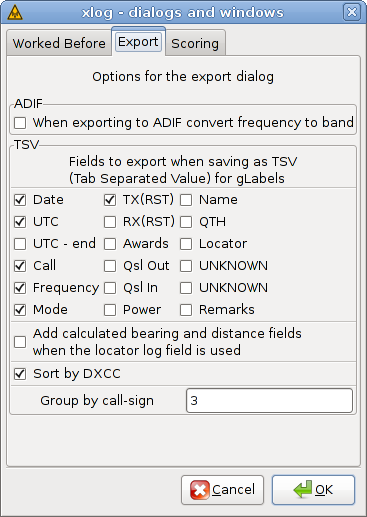 xlog - dialogs and windows
Worked Before Export Scoring
Options for the export dialog
ADIF
When exporting to ADIF convert frequency to band
TSV
Fields to export when saving as TSV
(Tab Separated Value) for gLabels
Date TX(RST) Name
UTC RX(RST) QTH
UTC - end Awards Locator
Call Qsl Out UNKNOWN
Frequency Qsl In UNKNOWN
Mode Power Remarks
Add calculated bearing and distance fields
when the locator log field is used
Sort by DXCC
Group by call-sign 3
Cancel OK